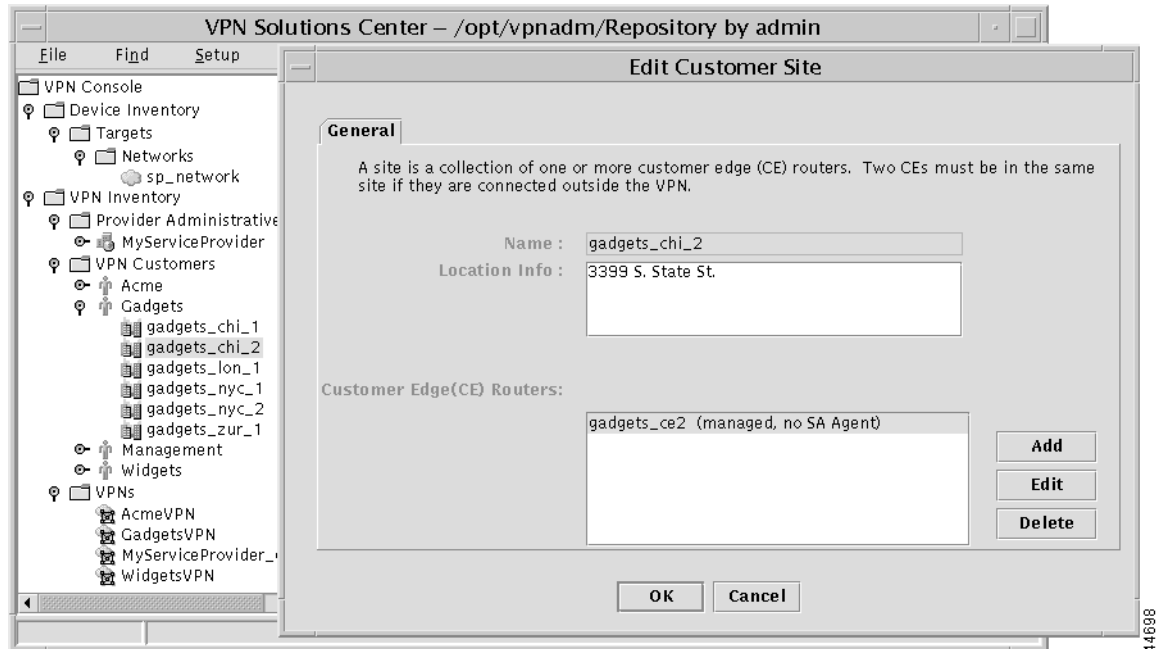 VPN Solutions Center – /opt/vpnadm/Repository by admin
File Find Setup
Edit Customer Site
VPN Console
Device Inventory
Targets
Networks
sp_network
VPN Inventory
Provider Administrative
MyServiceProvider
VPN Customers
Acme
Gadgets
gadgets_chi_1
gadgets_chi_2
gadgets_lon_1
gadgets_nyc_1
gadgets_nyc_2
gadgets_zur_1
Management
Widgets
VPNs
AcmeVPN
GadgetsVPN
MyServiceProvider_
WidgetsVPN
General
A site is a collection of one or more customer edge (CE) routers. Two CEs must be in the same
site if they are connected outside the VPN.
Name : gadgets_chi_2
Location Info : 3399 S. State St.
Customer Edge(CE) Routers:
gadgets_ce2 (managed, no SA Agent)
Add
Edit
Delete
OK Cancel
44698